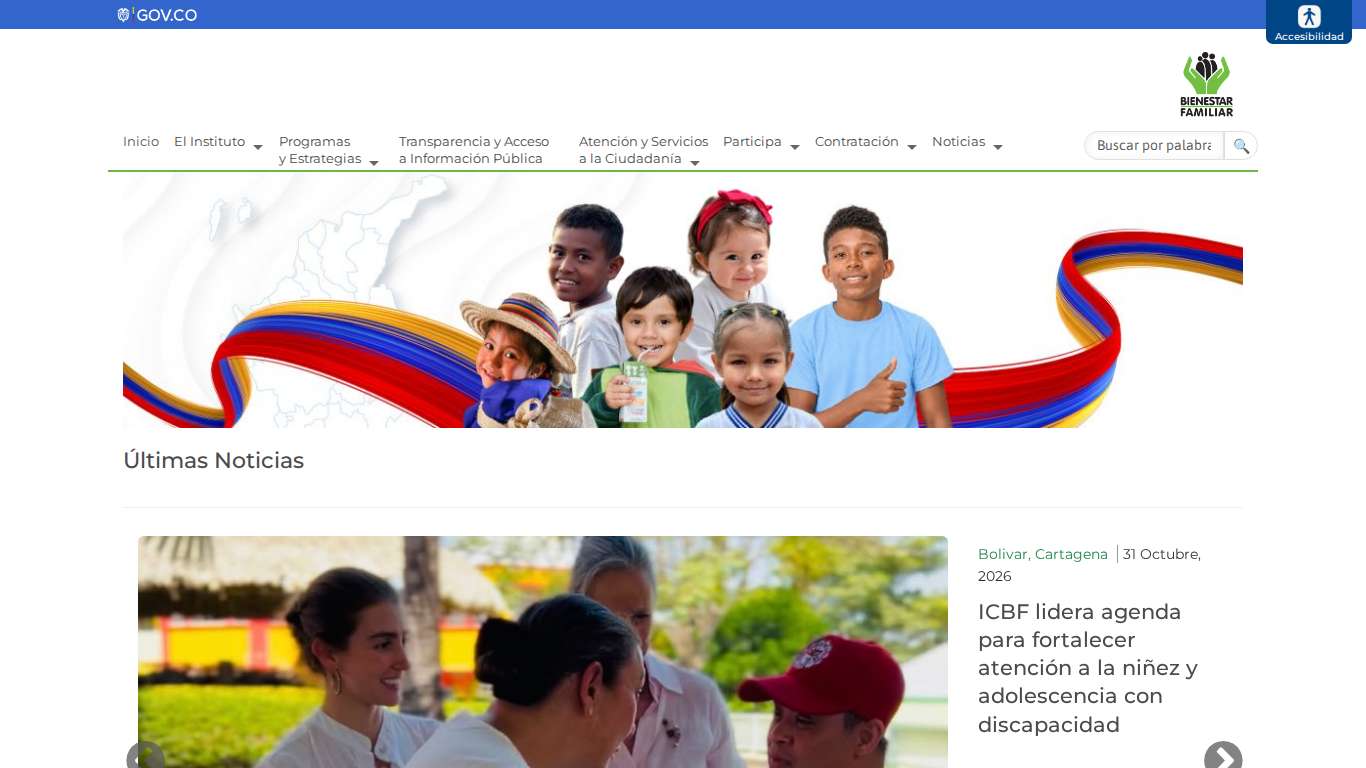 GOV.CO
Accesibilidad
BIENESTAR
FAMILIAR
Inicio
El Instituto
Programas
y Estrategias
Transparencia y Acceso
a Información Pública
Atención y Servicios
a la Ciudadanía
Participa
Contratación
Noticias
Buscar por palabra
Últimas Noticias
Bolivar, Cartagena
31 Octubre,
2026
ICBF lidera agenda
para fortalecer
atención a la niñez y
adolescencia con
discapacidad